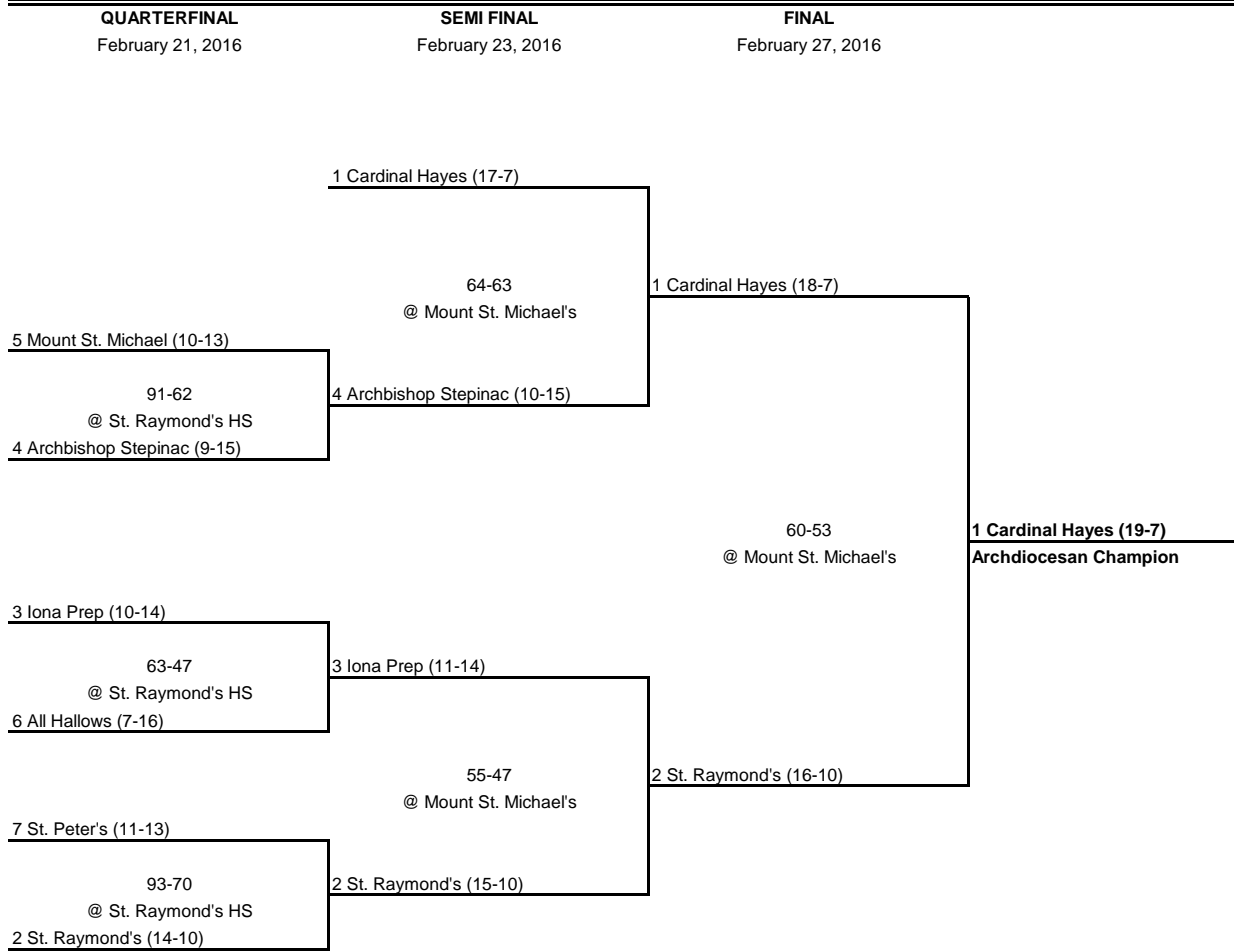 QUARTERFINAL SEMI FINAL FINAL
February 21, 2016 February 23, 2016 February 27, 2016
1 Cardinal Hayes (17-7)
64-63 1 Cardinal Hayes (18-7)
@ Mount St. Michael's
5 Mount St. Michael (10-13)
91-62 4 Archbishop Stepinac (10-15)
@ St. Raymond's HS
4 Archbishop Stepinac (9-15)
60-53 1 Cardinal Hayes (19-7)
@ Mount St. Michael's Archdiocesan Champion
3 Iona Prep (10-14)
63-47 3 Iona Prep (11-14)
@ St. Raymond's HS
6 All Hallows (7-16)
55-47 2 St. Raymond's (16-10)
@ Mount St. Michael's
7 St. Peter's (11-13)
93-70 2 St. Raymond's (15-10)
@ St. Raymond's HS
2 St. Raymond's (14-10)